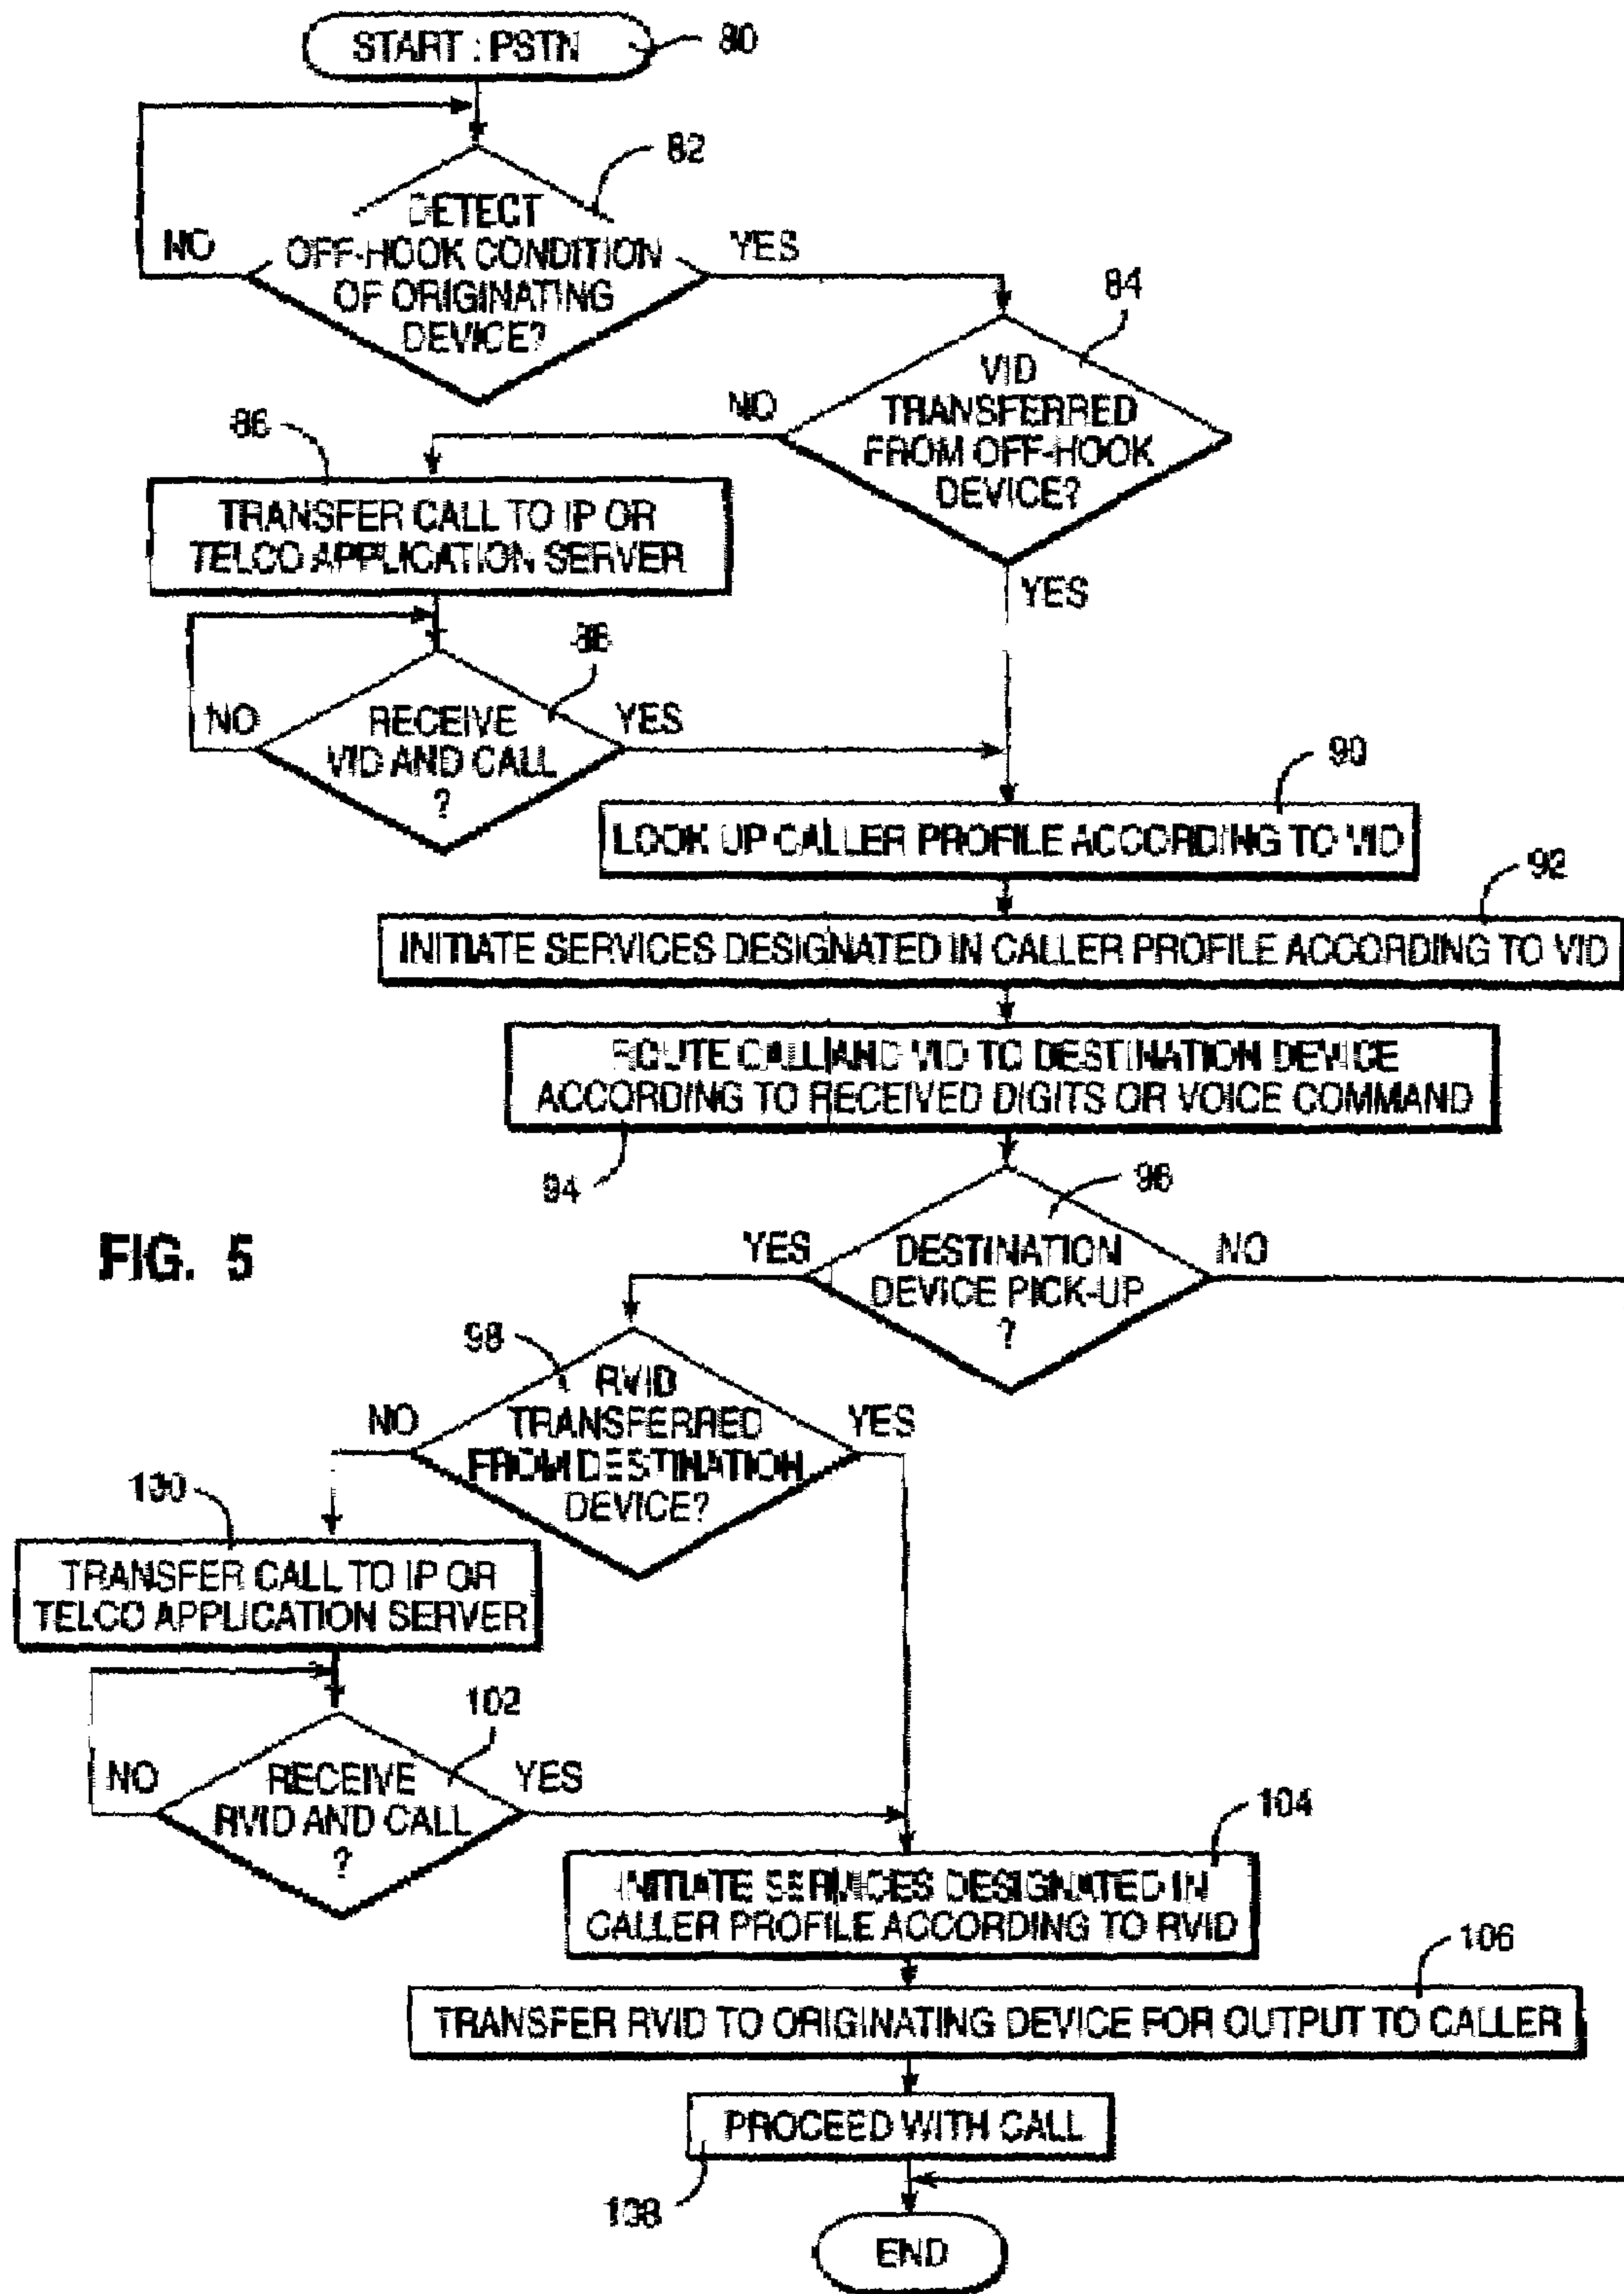 START : PSTN
80
82
DETECT
OFF-HOOK CONDITION
OF ORIGINATING
DEVICE?
NO
YES
84
VID
TRANSFERRED
FROM OFF-HOOK
DEVICE?
NO
YES
86
TRANSFER CALL TO IP OR
TELCO APPLICATION SERVER
88
RECEIVE
VID AND CALL
?
NO
YES
90
LOOK UP CALLER PROFILE ACCORDING TO VID
92
INITIATE SERVICES DESIGNATED IN CALLER PROFILE ACCORDING TO VID
ROUTE CALL AND VID TO DESTINATION DEVICE
ACCORDING TO RECEIVED DIGITS OR VOICE COMMAND
94
96
DESTINATION
DEVICE PICK-UP
?
YES
NO
FIG. 5
98
RVID
TRANSFERRED
FROM DESTINATION
DEVICE?
NO
YES
100
TRANSFER CALL TO IP OR
TELCO APPLICATION SERVER
102
RECEIVE
RVID AND CALL
?
NO
YES
104
INITIATE SERVICES DESIGNATED IN
CALLER PROFILE ACCORDING TO RVID
106
TRANSFER RVID TO ORIGINATING DEVICE FOR OUTPUT TO CALLER
PROCEED WITH CALL
108
END